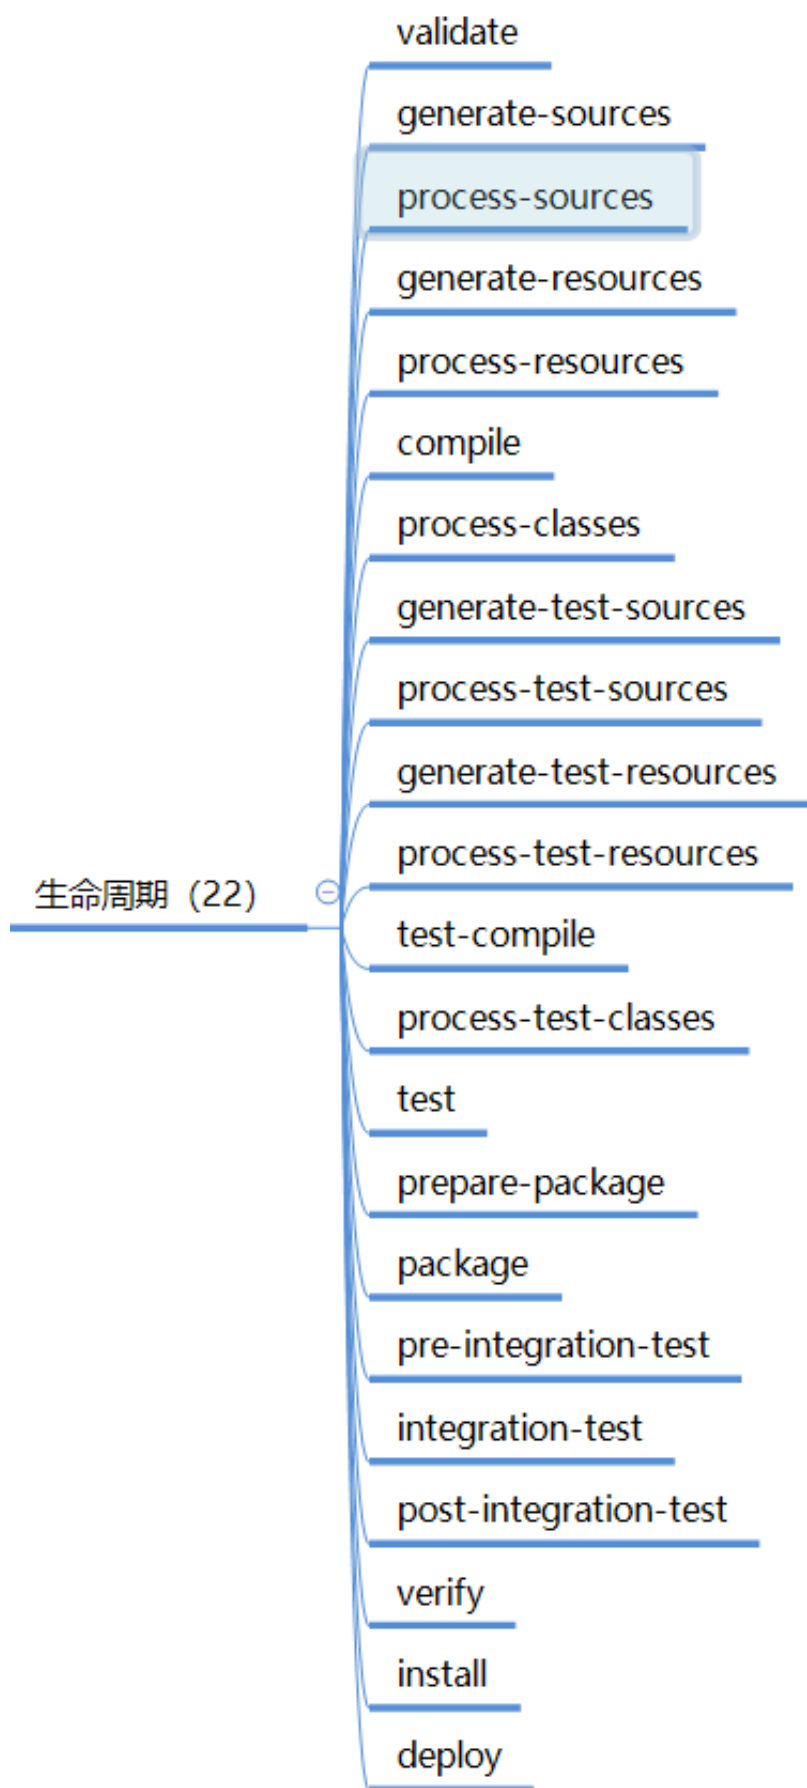 validate
generate-sources
process-sources
generate-resources
process-resources
compile
process-classes
generate-test-sources
process-test-sources
generate-test-resources
process-test-resources
生命周期（22）
test-compile
process-test-classes
test
prepare-package
package
pre-integration-test
integration-test
post-integration-test
verify
install
deploy